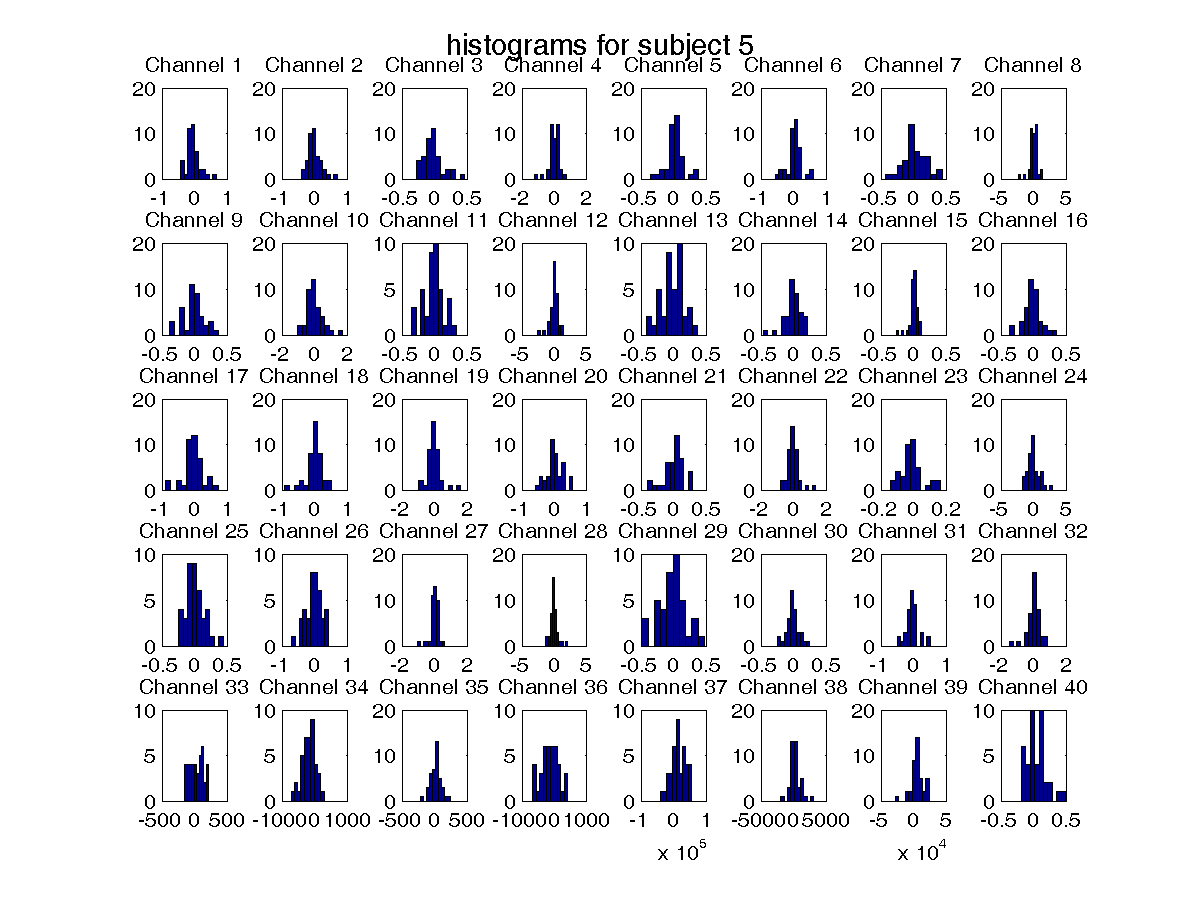 histograms for subject 5
Channel 1 Channel 2 Channel 3 Channel 4 Channel 5 Channel 6 Channel 7 Channel 8
20 20 20 20 20 20 20 20
10 10 10 10 10 10 10 10
0 0 0 0 0 0 0 0
-1 0 1 -1 0 1 -0.5 0 0.5 -2 0 2 -0.5 0 0.5 -1 0 1 -0.5 0 0.5 -5 0 5
Channel 9 Channel 10 Channel 11 Channel 12 Channel 13 Channel 14 Channel 15 Channel 16
20 20 10 20 10 20 20 20
10 10 5 10 5 10 10 10
0 0 0 0 0 0 0 0
-0.5 0 0.5 -2 0 2 -0.5 0 0.5 -5 0 5 -0.5 0 0.5 -0.5 0 0.5 -5 0 5 -0.5 0 0.5
Channel 17 Channel 18 Channel 19 Channel 20 Channel 21 Channel 22 Channel 23 Channel 24
20 20 20 20 20 20 20 20
10 10 10 10 10 10 10 10
0 0 0 0 0 0 0 0
-1 0 1 -1 0 1 -2 0 2 -1 0 1 -0.5 0 0.5 -2 0 2 -0.2 0 0.2 -5 0 5
Channel 25 Channel 26 Channel 27 Channel 28 Channel 29 Channel 30 Channel 31 Channel 32
10 10 20 20 10 20 20 20
5 5 10 10 5 10 10 10
0 0 0 0 0 0 0 0
-0.5 0 0.5 -1 0 1 -2 0 2 -5 0 5 -0.5 0 0.5 -0.5 0 0.5 -1 0 1 -2 0 2
Channel 33 Channel 34 Channel 35 Channel 36 Channel 37 Channel 38 Channel 39 Channel 40
10 10 20 10 10 20 20 10
5 5 10 5 5 10 10 5
0 0 0 0 0 0 0 0
-500 0 500 -1000 0 1000 -500 0 500 -1000 0 1000 -1 0 1 -5000 0 5000 -5 0 5 -0.5 0 0.5
x 10⁵ x 10⁴